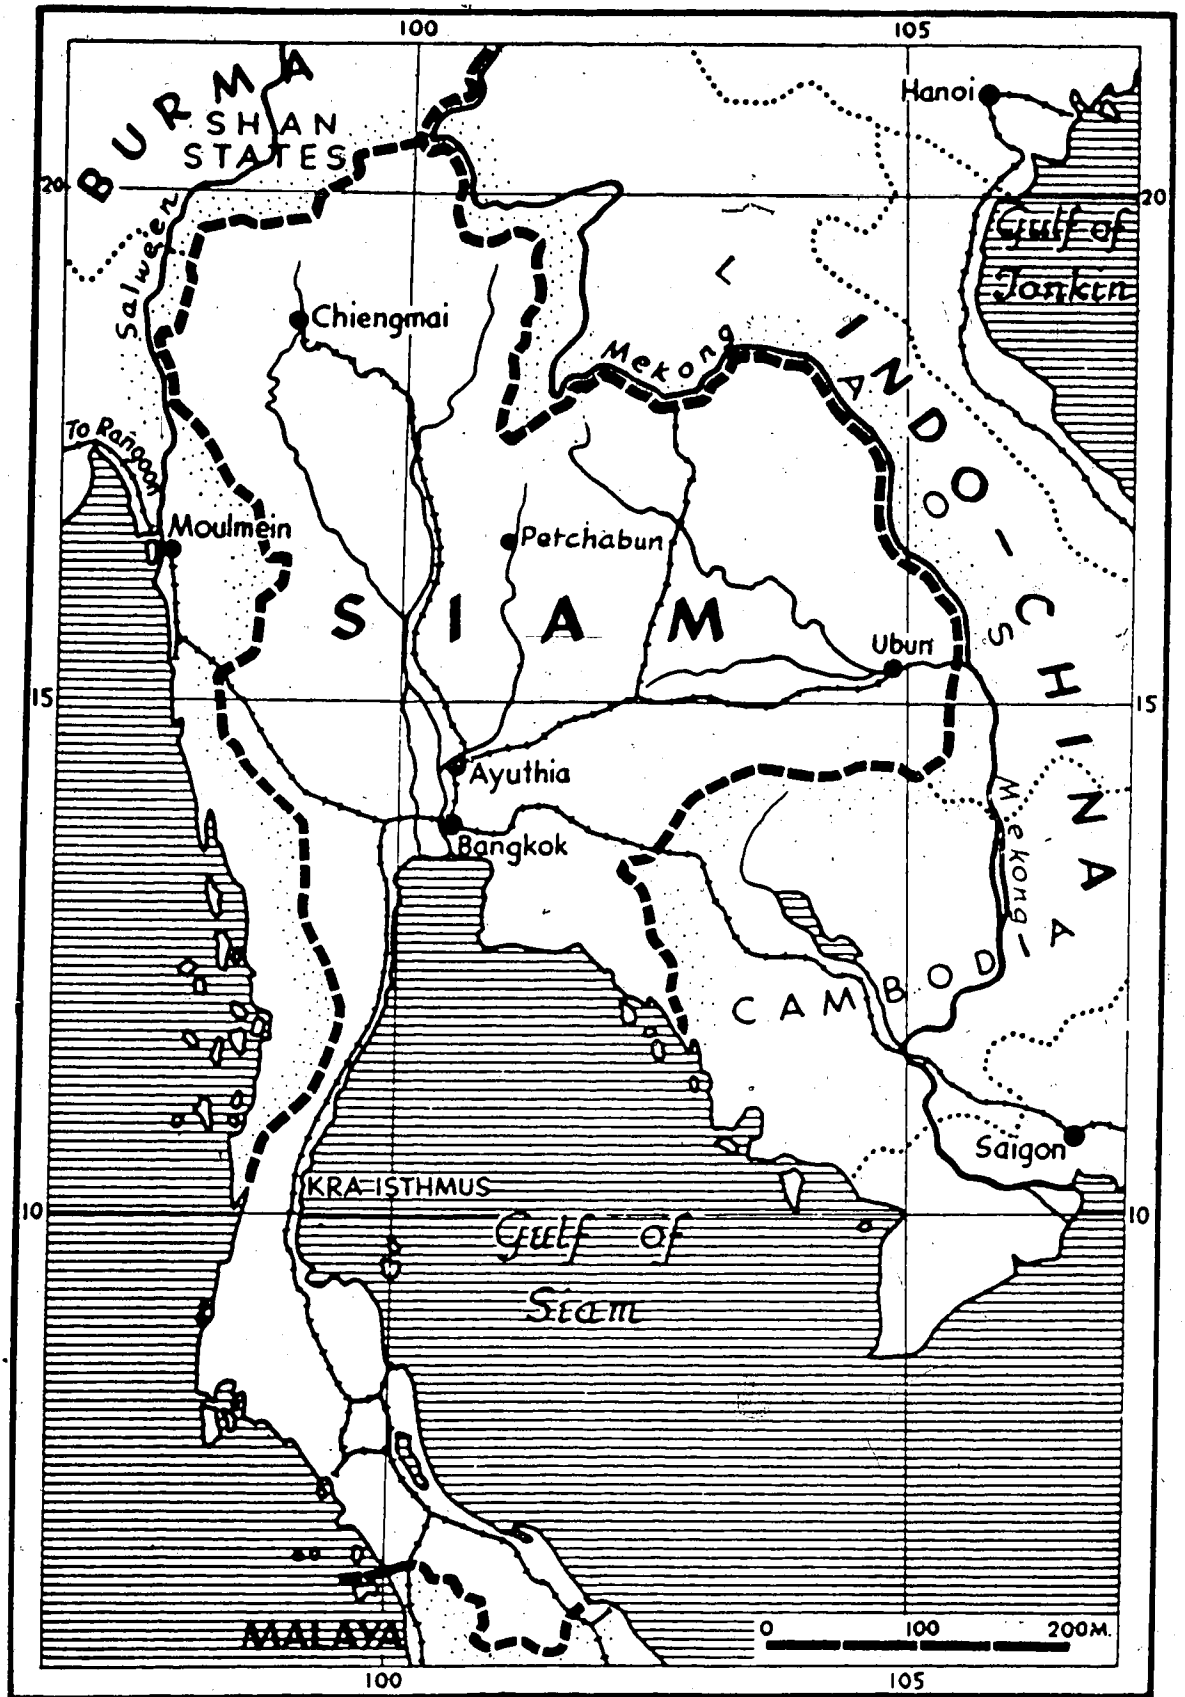 100 105
BURMA
SHAN
STATES
Hanoi
20 20
Salween
Gulf of
Tonkin
Chiengmai
Mekong
LAOS
INDO-CHINA
To Rangoon
Moulmein
Petchabun
SIAM
Ubun
15 15
Ayuthia
Mekong
Bangkok
CAMBODIA
Saigon
KRA ISTHMUS
10 10
Gulf of
Siam
MALAYA
0 100 200M.
100 105